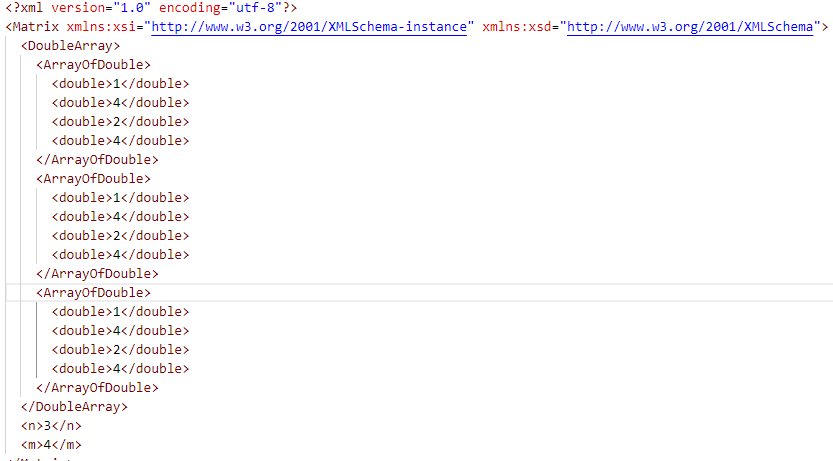 <?xml version="1.0" encoding="utf-8"?>
<Matrix xmlns:xsi="http://www.w3.org/2001/XMLSchema-instance" xmlns:xsd="http://www.w3.org/2001/XMLSchema">
  <DoubleArray>
    <ArrayOfDouble>
      <double>1</double>
      <double>4</double>
      <double>2</double>
      <double>4</double>
    </ArrayOfDouble>
    <ArrayOfDouble>
      <double>1</double>
      <double>4</double>
      <double>2</double>
      <double>4</double>
    </ArrayOfDouble>
    <ArrayOfDouble>
      <double>1</double>
      <double>4</double>
      <double>2</double>
      <double>4</double>
    </ArrayOfDouble>
  </DoubleArray>
  <n>3</n>
  <m>4</m>